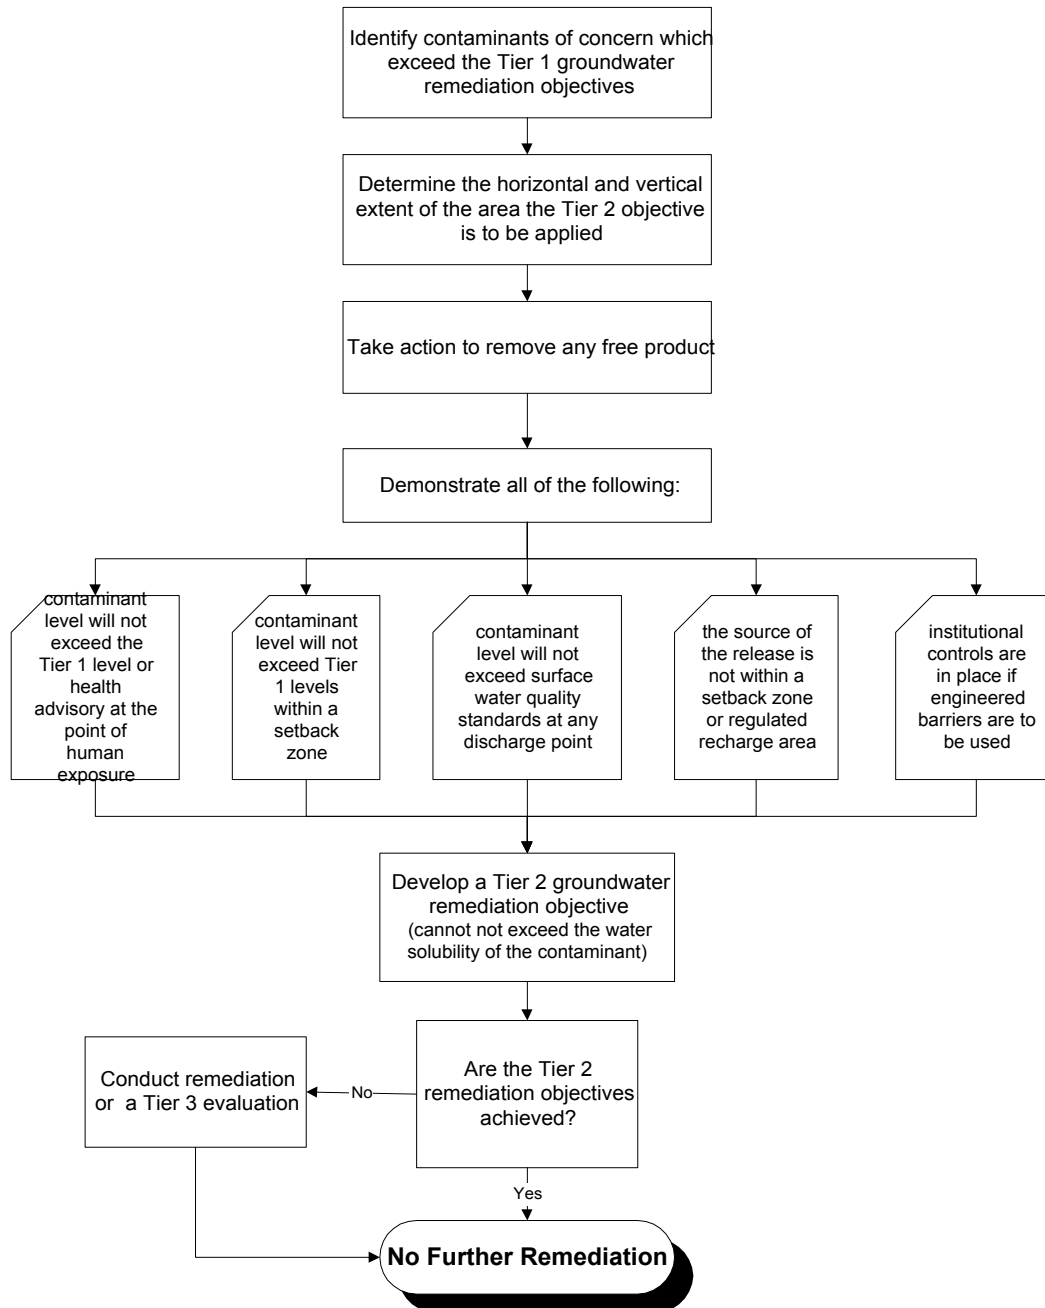 Identify contaminants of concern which
exceed the Tier 1 groundwater
remediation objectives
Determine the horizontal and vertical
extent of the area the Tier 2 objective
is to be applied
Take action to remove any free product
Demonstrate all of the following:
contaminant
level will not
exceed the
Tier 1 level or
health
advisory at the
point of
human
exposure
contaminant
level will not
exceed Tier
1 levels
within a
setback
zone
contaminant
level will not
exceed surface
water quality
standards at any
discharge point
the source of
the release is
not within a
setback zone
or regulated
recharge area
institutional
controls are
in place if
engineered
barriers are to
be used
Develop a Tier 2 groundwater
remediation objective
(cannot not exceed the water
solubility of the contaminant)
Are the Tier 2
remediation objectives
achieved?
No
Conduct remediation
or a Tier 3 evaluation
Yes
No Further Remediation